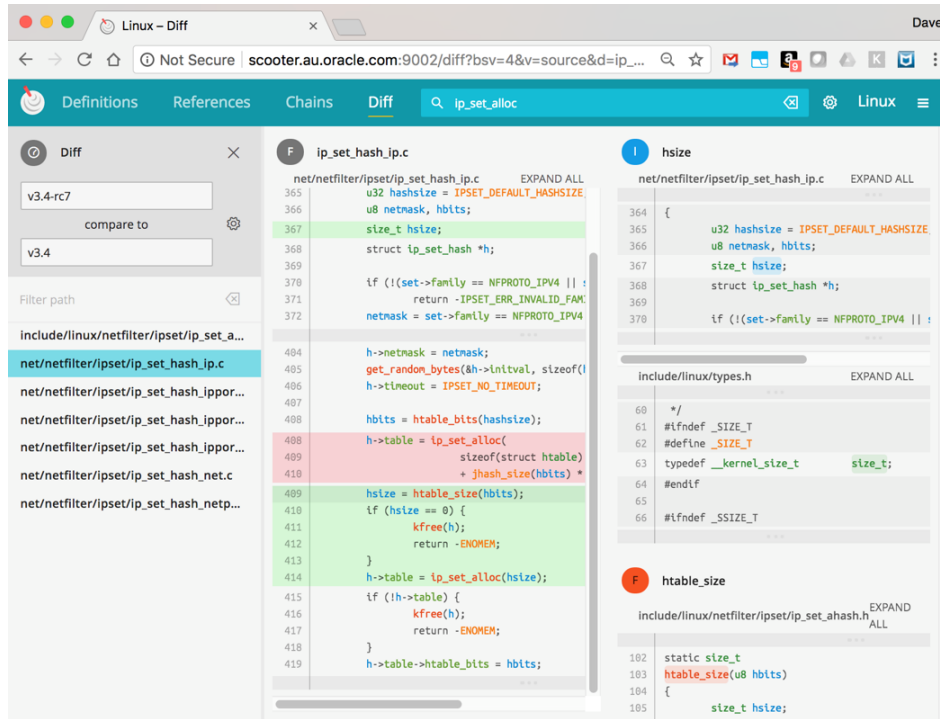 Linux – Diff
Dave
Not Secure scooter.au.oracle.com:9002/diff?bsv=4&v=source&d=ip_...
9
K
Definitions References Chains Diff ip_set_alloc Linux
Diff
v3.4-rc7
compare to
v3.4
Filter path
include/linux/netfilter/ipset/ip_set_a...
net/netfilter/ipset/ip_set_hash_ip.c
net/netfilter/ipset/ip_set_hash_ippor...
net/netfilter/ipset/ip_set_hash_ippor...
net/netfilter/ipset/ip_set_hash_ippor...
net/netfilter/ipset/ip_set_hash_net.c
net/netfilter/ipset/ip_set_hash_netp...
F ip_set_hash_ip.c
net/netfilter/ipset/ip_set_hash_ip.c EXPAND ALL
365 u32 hashsize = IPSET_DEFAULT_HASHSIZE,
366 u8 netmask, hbits;
367 size_t hsize;
368 struct ip_set_hash *h;
369
370 if (!(set->family == NFPROTO_IPV4 || s
371 return -IPSET_ERR_INVALID_FAMI
372 netmask = set->family == NFPROTO_IPV4
404 h->netmask = netmask;
405 get_random_bytes(&h->initval, sizeof(h
406 h->timeout = IPSET_NO_TIMEOUT;
407
408 hbits = htable_bits(hashsize);
408 h->table = ip_set_alloc(
409 sizeof(struct htable)
410 + jhash_size(hbits) *
409 hsize = htable_size(hbits);
410 if (hsize == 0) {
411 kfree(h);
412 return -ENOMEM;
413 }
414 h->table = ip_set_alloc(hsize);
415 if (!h->table) {
416 kfree(h);
417 return -ENOMEM;
418 }
419 h->table->htable_bits = hbits;
I hsize
net/netfilter/ipset/ip_set_hash_ip.c EXPAND ALL
364 {
365 u32 hashsize = IPSET_DEFAULT_HASHSIZE,
366 u8 netmask, hbits;
367 size_t hsize;
368 struct ip_set_hash *h;
369
370 if (!(set->family == NFPROTO_IPV4 || s
include/linux/types.h EXPAND ALL
60 */
61 #ifndef _SIZE_T
62 #define _SIZE_T
63 typedef __kernel_size_t size_t;
64 #endif
65
66 #ifndef _SSIZE_T
F htable_size
include/linux/netfilter/ipset/ip_set_ahash.h EXPAND ALL
102 static size_t
103 htable_size(u8 hbits)
104 {
105 size_t hsize;